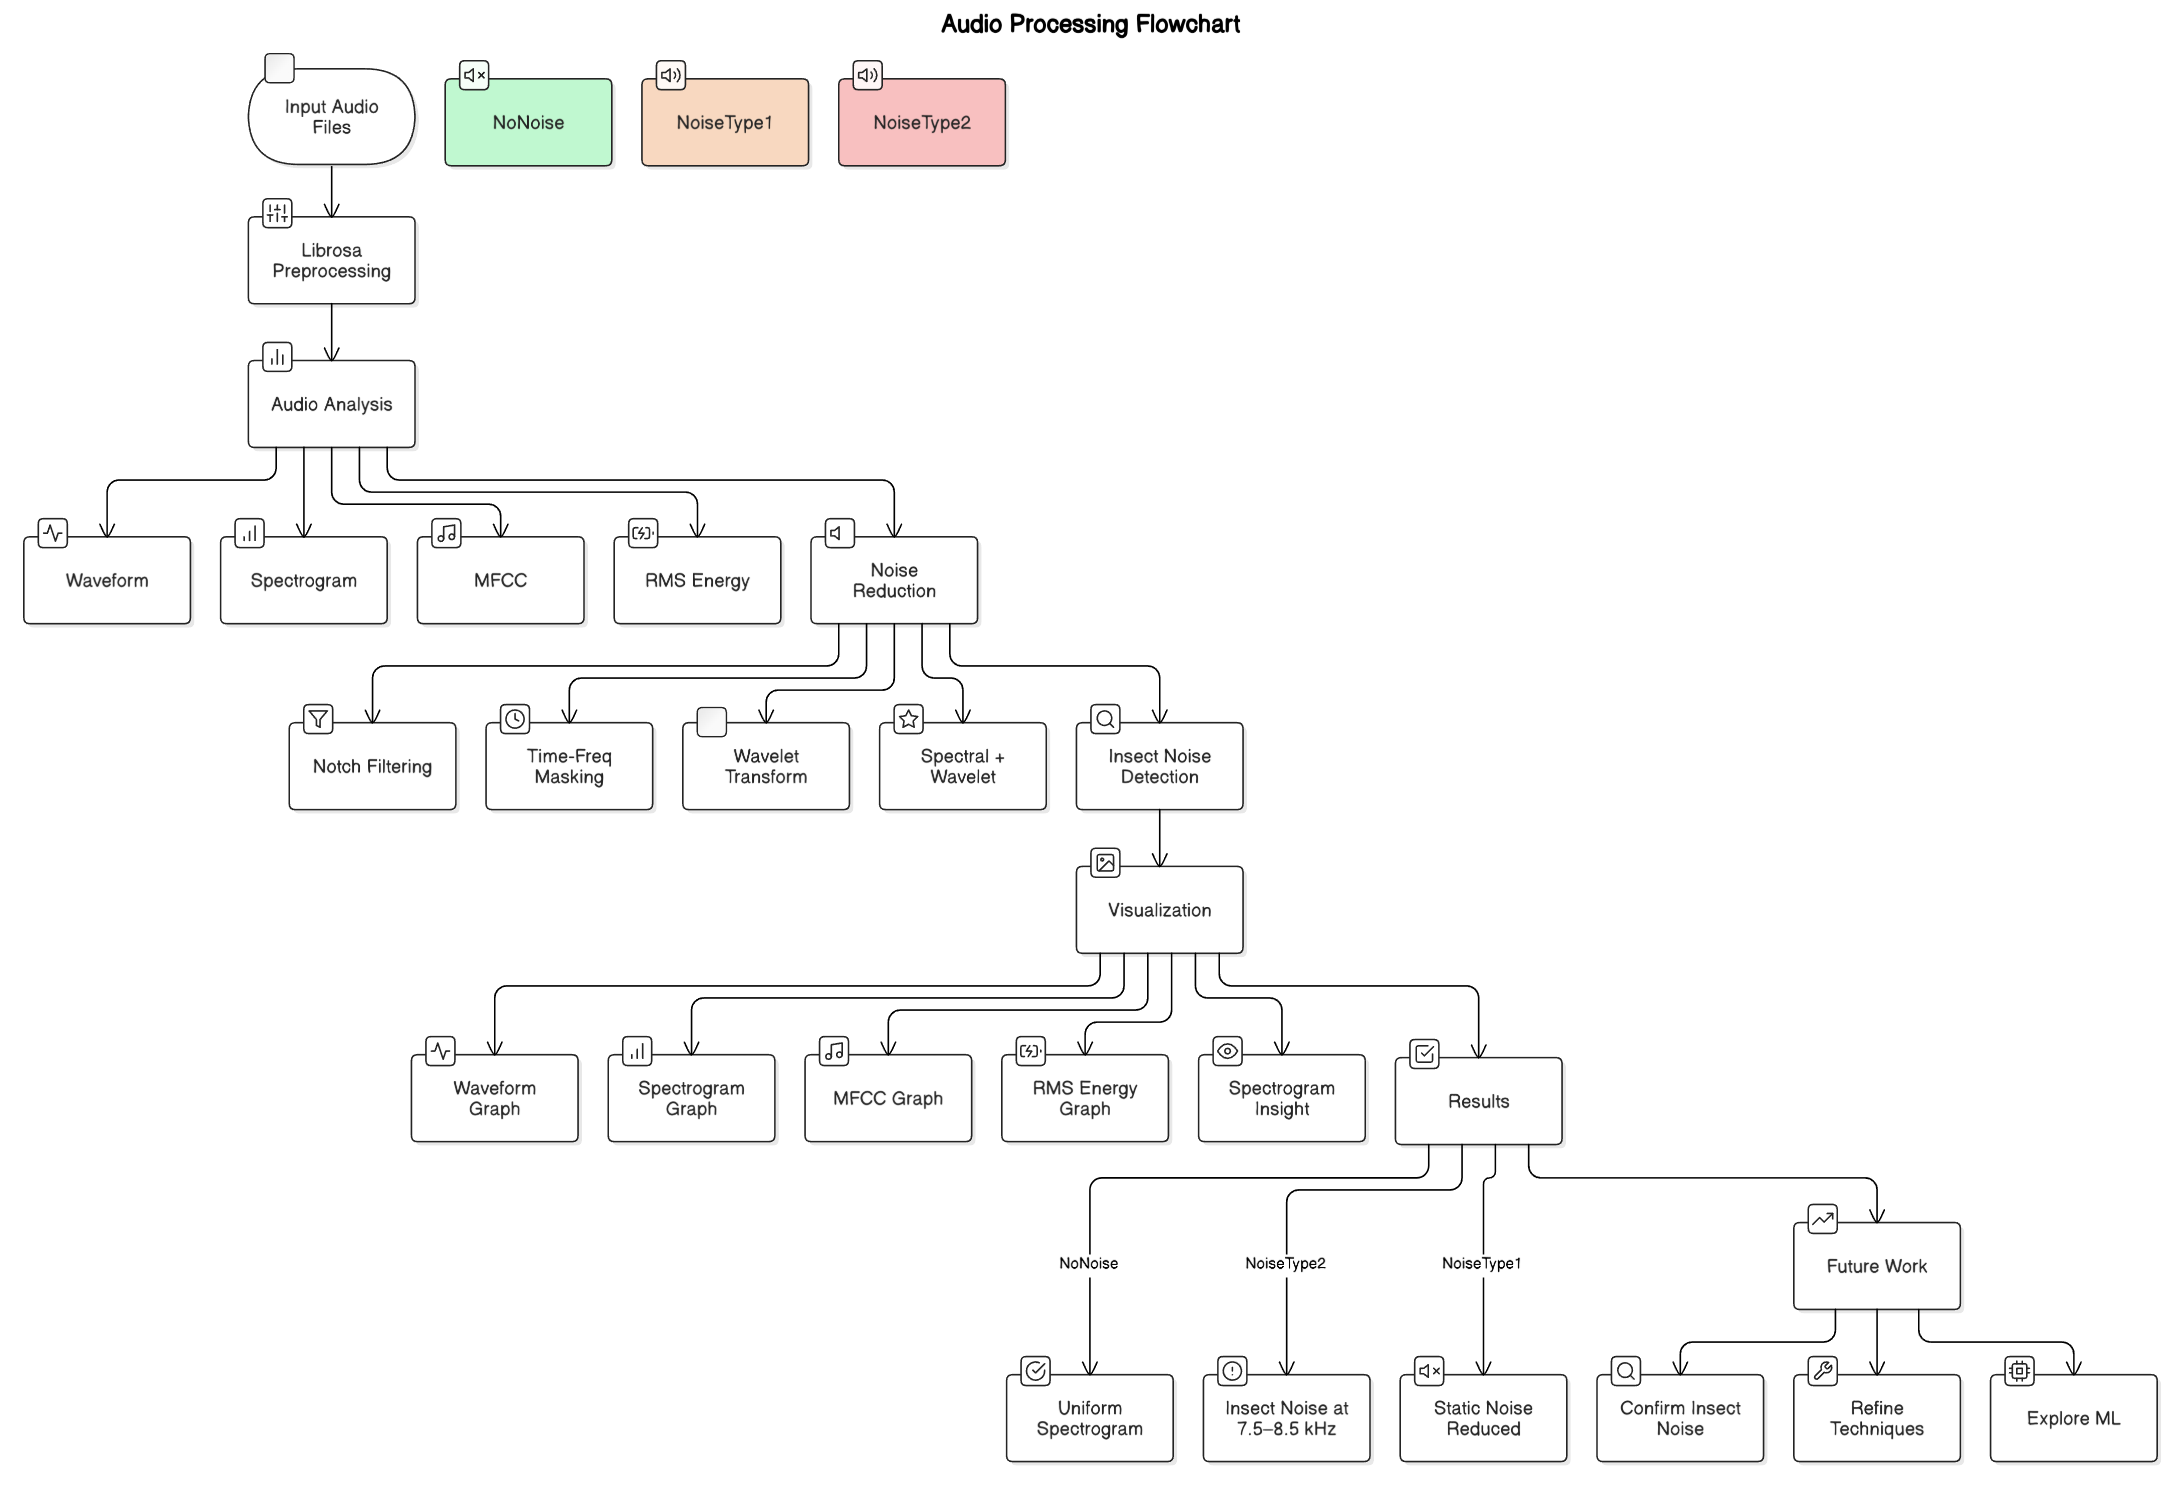 Audio Processing Flowchart
Input Audio
Files
NoNoise
NoiseType1
NoiseType2
Librosa
Preprocessing
Audio Analysis
Waveform
Spectrogram
MFCC
RMS Energy
Noise
Reduction
Notch Filtering
Time-Freq
Masking
Wavelet
Transform
Spectral +
Wavelet
Insect Noise
Detection
Visualization
Waveform
Graph
Spectrogram
Graph
MFCC Graph
RMS Energy
Graph
Spectrogram
Insight
Results
NoNoise
NoiseType2
NoiseType1
Future Work
Uniform
Spectrogram
Insect Noise at
7.5–8.5 kHz
Static Noise
Reduced
Confirm Insect
Noise
Refine
Techniques
Explore ML